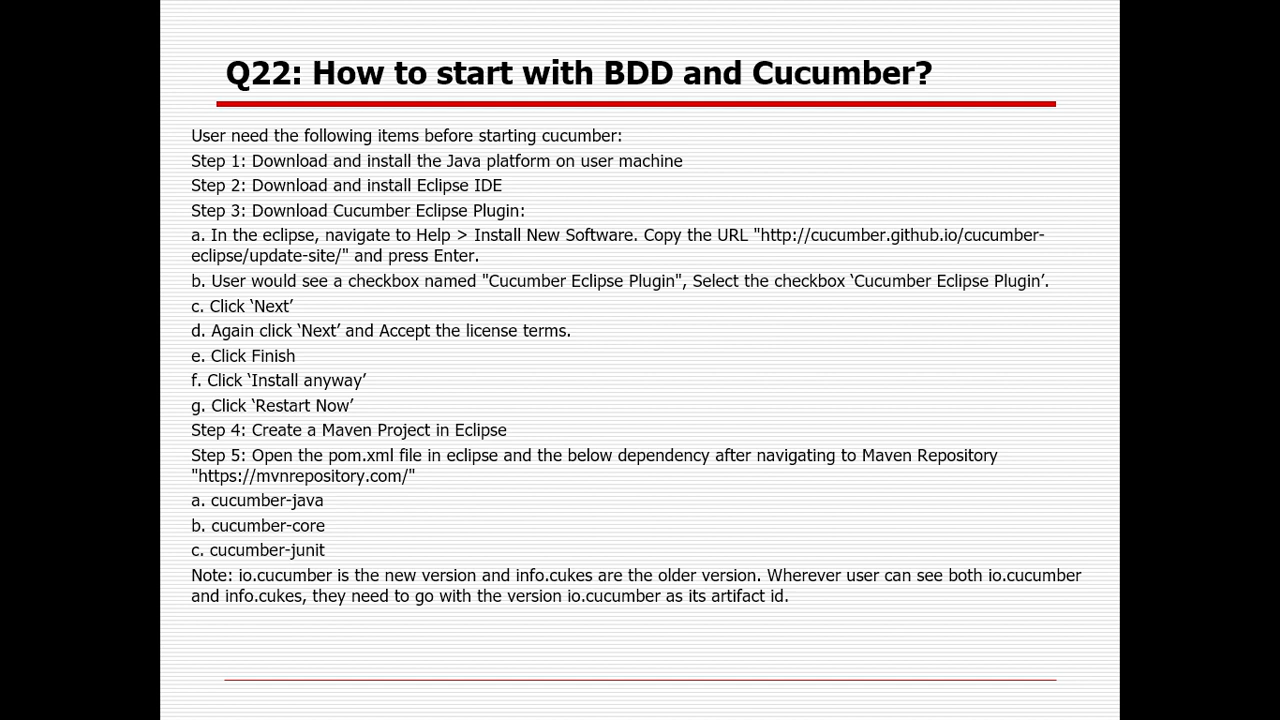 Q22: How to start with BDD and Cucumber?
User need the following items before starting cucumber:
Step 1: Download and install the Java platform on user machine
Step 2: Download and install Eclipse IDE
Step 3: Download Cucumber Eclipse Plugin:
a. In the eclipse, navigate to Help > Install New Software. Copy the URL "http://cucumber.github.io/cucumber-
eclipse/update-site/" and press Enter.
b. User would see a checkbox named "Cucumber Eclipse Plugin", Select the checkbox ‘Cucumber Eclipse Plugin’.
c. Click ‘Next’
d. Again click ‘Next’ and Accept the license terms.
e. Click Finish
f. Click ‘Install anyway’
g. Click ‘Restart Now’
Step 4: Create a Maven Project in Eclipse
Step 5: Open the pom.xml file in eclipse and the below dependency after navigating to Maven Repository
"https://mvnrepository.com/"
a. cucumber-java
b. cucumber-core
c. cucumber-junit
Note: io.cucumber is the new version and info.cukes are the older version. Wherever user can see both io.cucumber
and info.cukes, they need to go with the version io.cucumber as its artifact id.